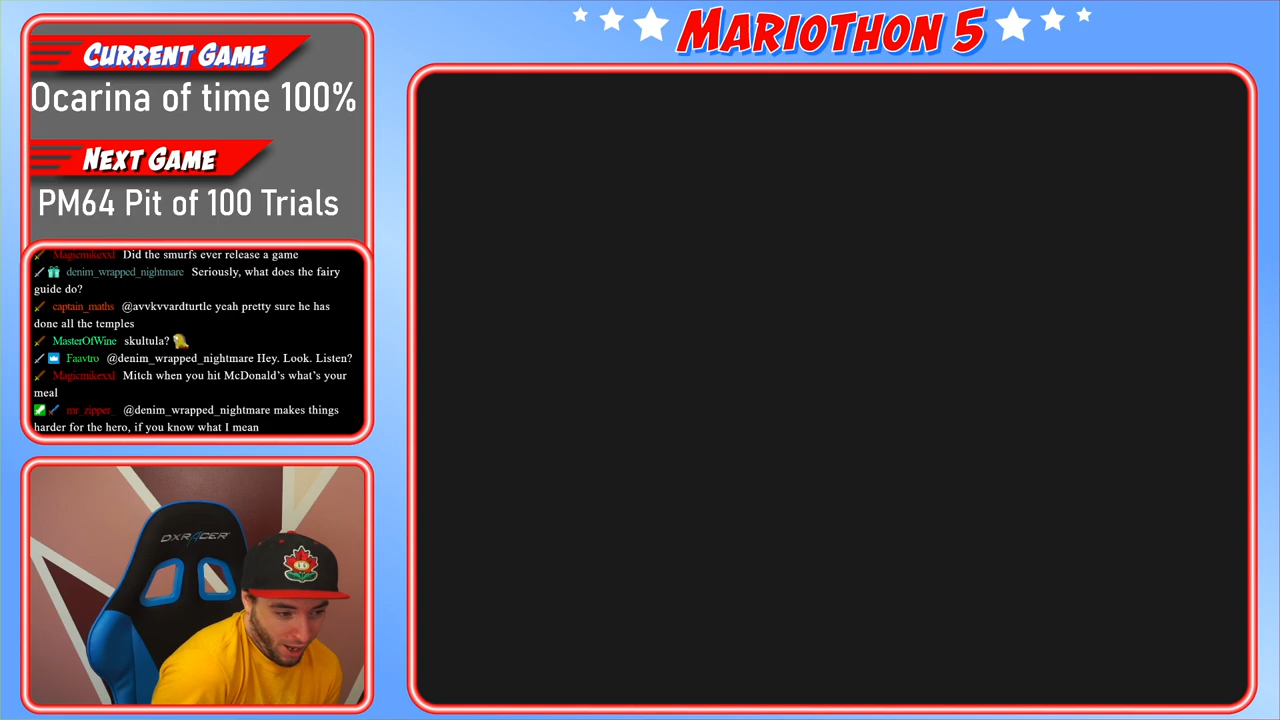 MARIOTHON 5
CURRENT GAME
Ocarina of time 100%
NEXT GAME
PM64 Pit of 100 Trials
Magicmikexxl Did the smurfs ever release a game
denim_wrapped_nightmare Seriously, what does the fairy
guide do?
captain_maths @avvkvvardturtle yeah pretty sure he has
done all the temples
MasterOfWine skultula?
Faavtro @denim_wrapped_nightmare Hey. Look. Listen?
Magicmikexxl Mitch when you hit McDonald's what's your
meal
mr_zipper_ @denim_wrapped_nightmare makes things
harder for the hero, if you know what I mean
DXRACER